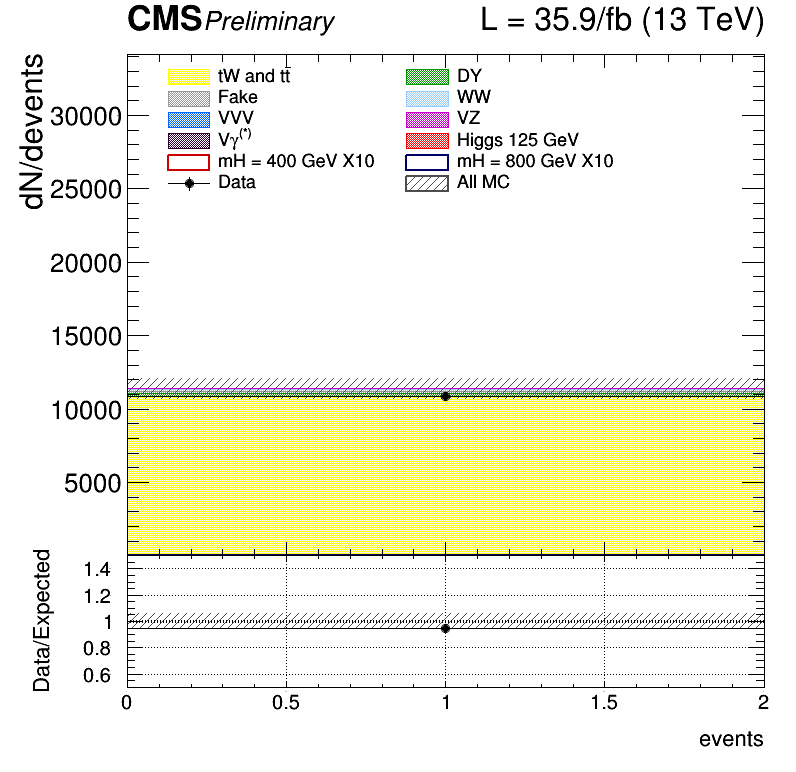 CMS Preliminary L = 35.9/fb (13 TeV)
dN/devents
tW and tt̄ DY
Fake WW
VVV VZ
Vγ(*) Higgs 125 GeV
mH = 400 GeV X10 mH = 800 GeV X10
Data All MC
30000
25000
20000
15000
10000
5000
Data/Expected
1.4
1.2
1
0.8
0.6
0 0.5 1 1.5 2
events